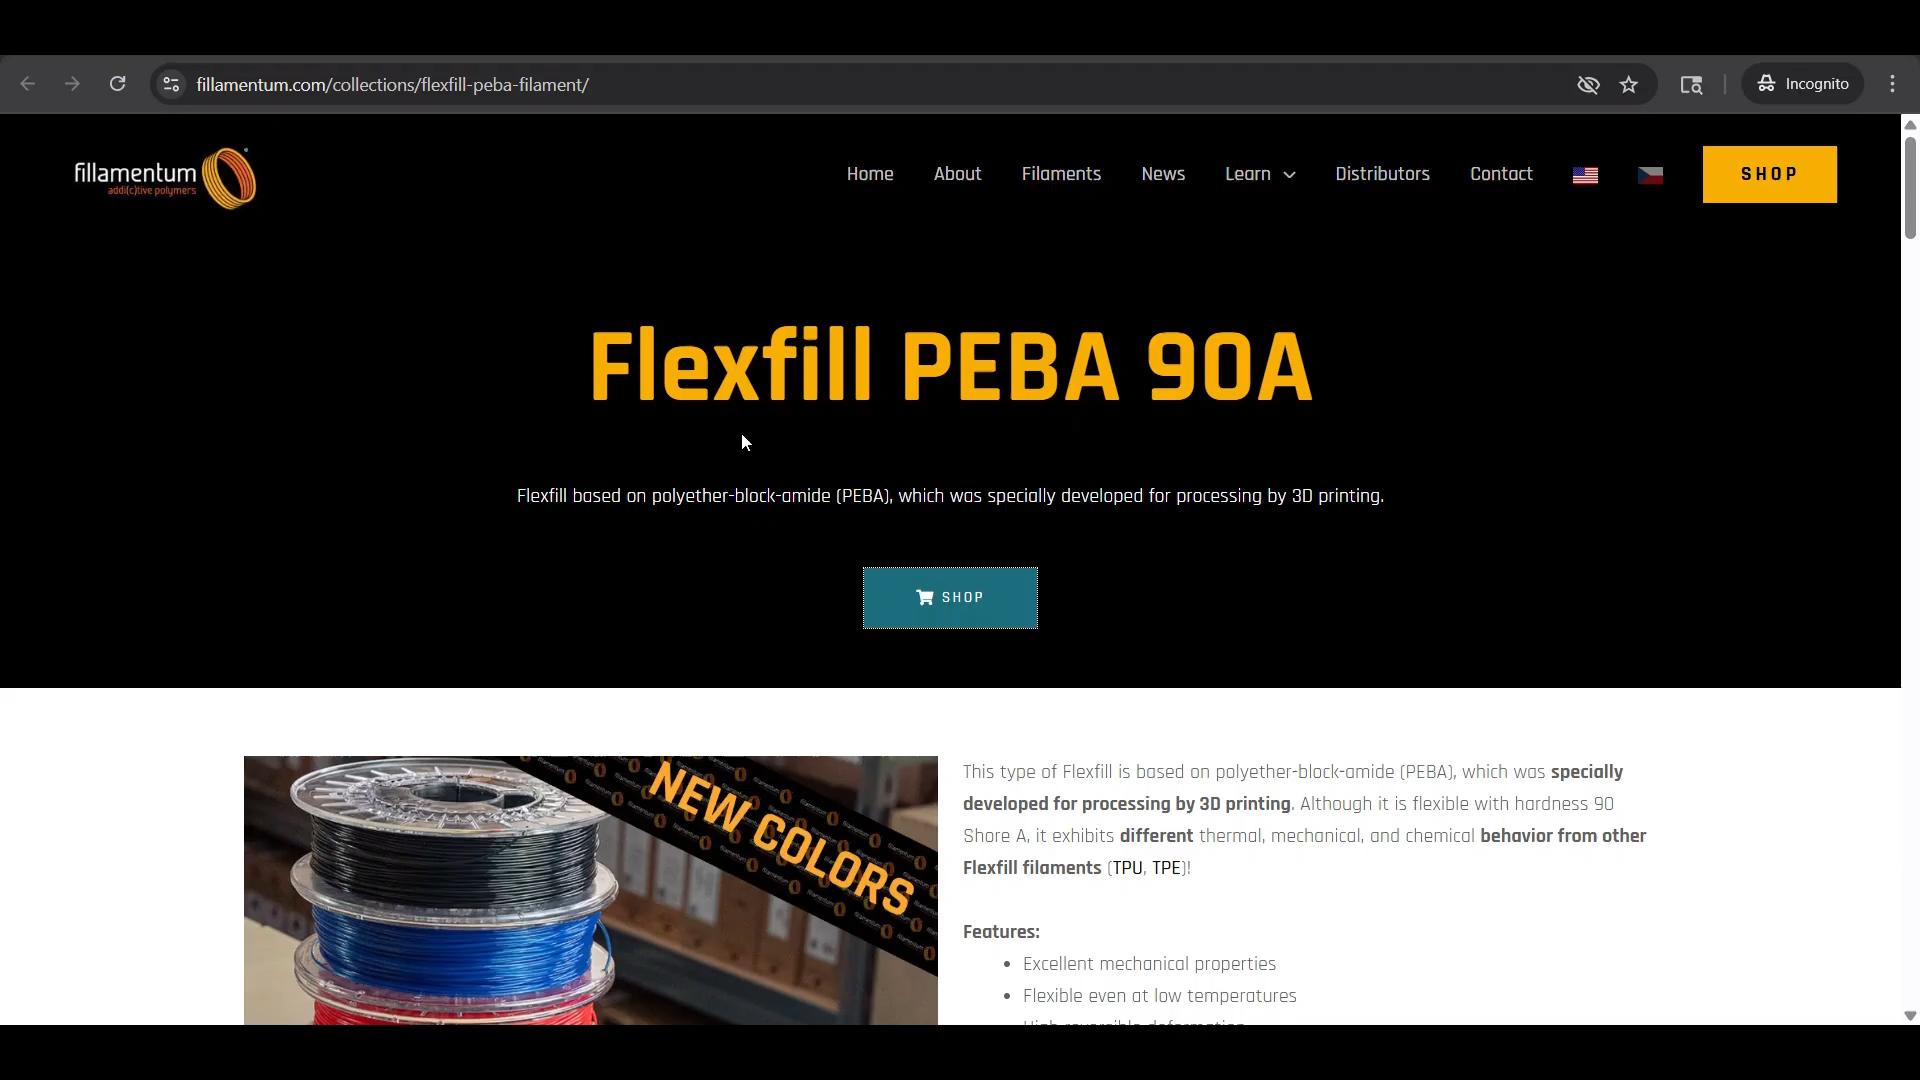 fillamentum.com/collections/flexfill-peba-filament/
Incognito
fillamentum
addi(c)tive polymers
Home
About
Filaments
News
Learn
Distributors
Contact
SHOP
Flexfill PEBA 90A
Flexfill based on polyether-block-amide (PEBA), which was specially developed for processing by 3D printing.
SHOP
NEW COLORS
This type of Flexfill is based on polyether-block-amide (PEBA), which was specially
developed for processing by 3D printing. Although it is flexible with hardness 90
Shore A, it exhibits different thermal, mechanical, and chemical behavior from other
Flexfill filaments (TPU, TPE)!
Features:
• Excellent mechanical properties
• Flexible even at low temperatures